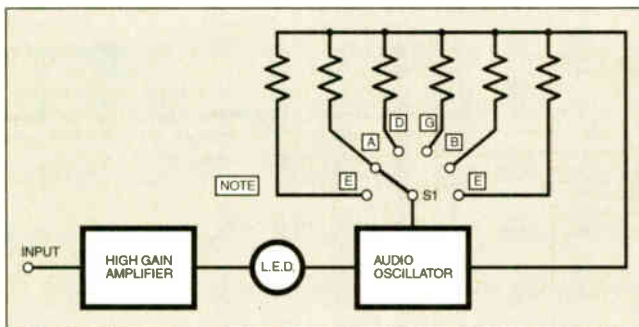 D G
A B
NOTE E S1 E
INPUT
HIGH GAIN
AMPLIFIER
L.E.D.
AUDIO
OSCILLATOR